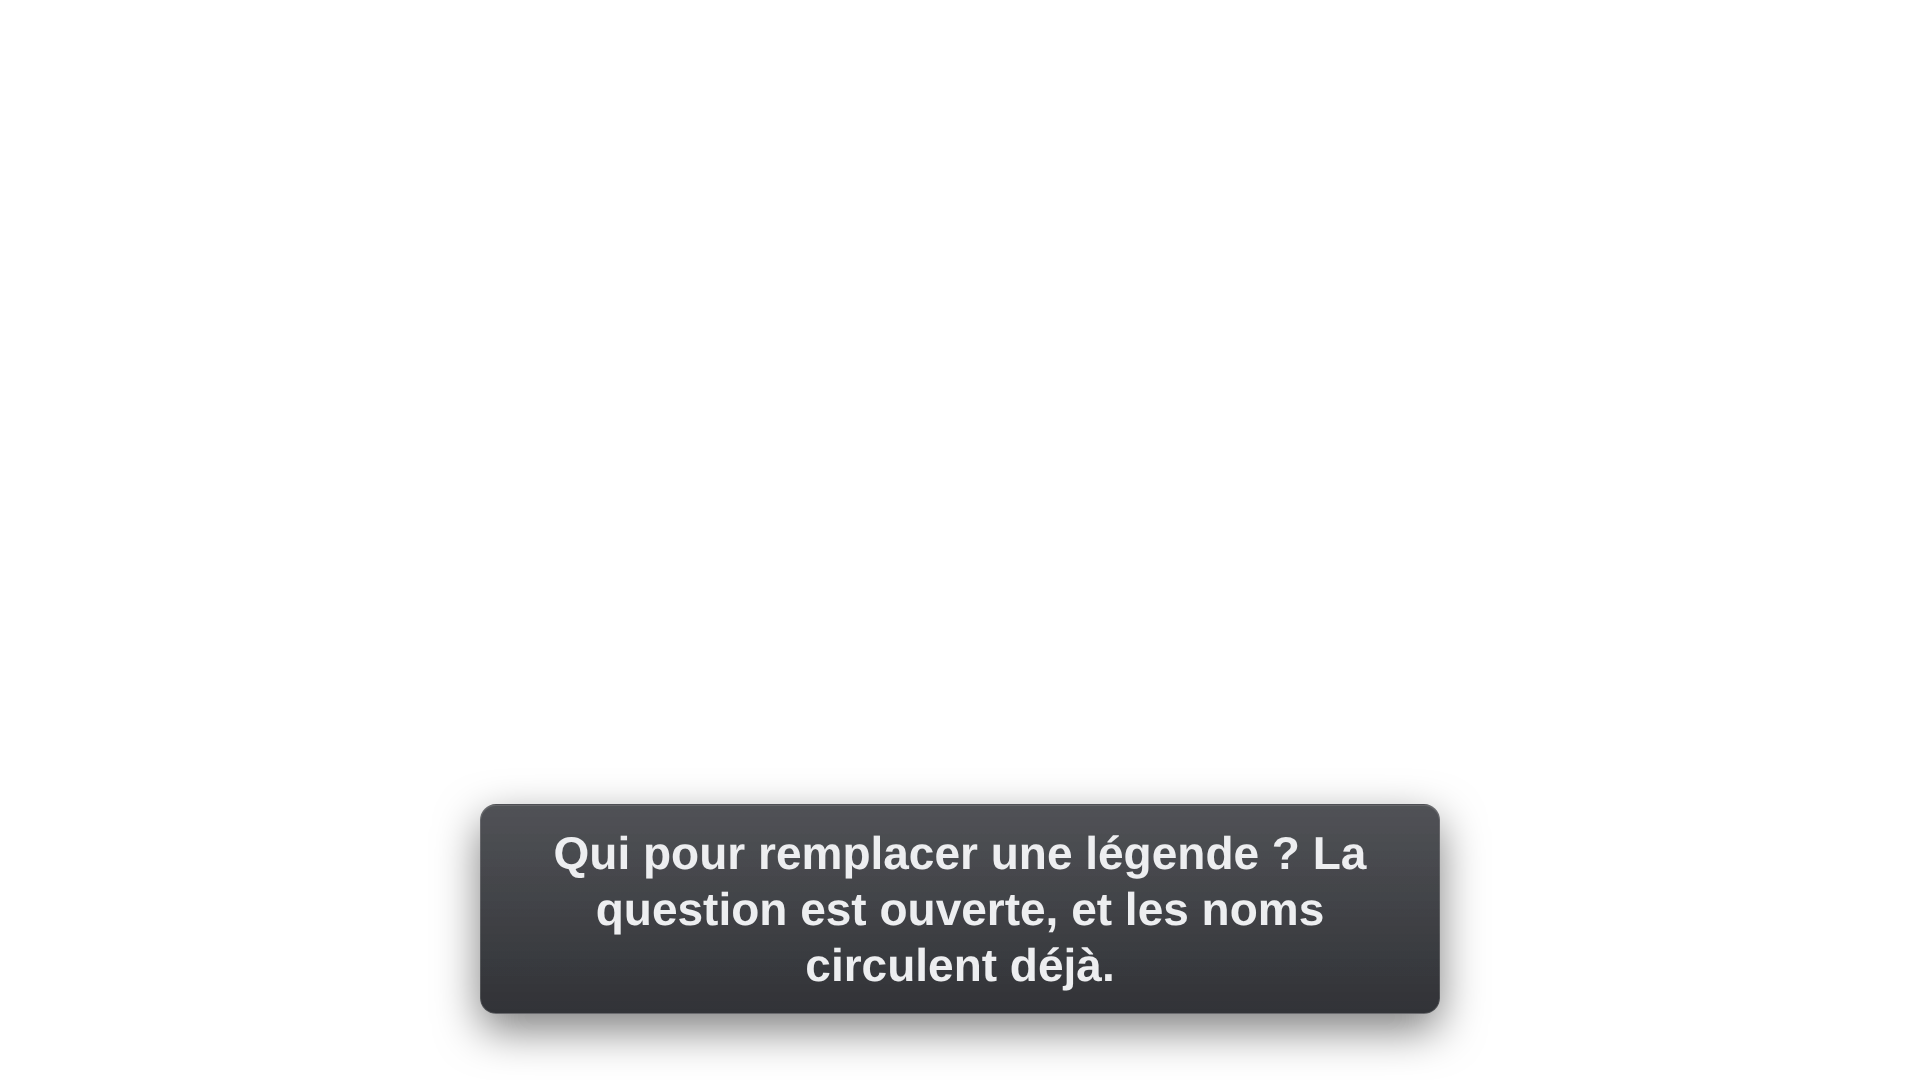 Qui pour remplacer une légende ? La
question est ouverte, et les noms
circulent déjà.